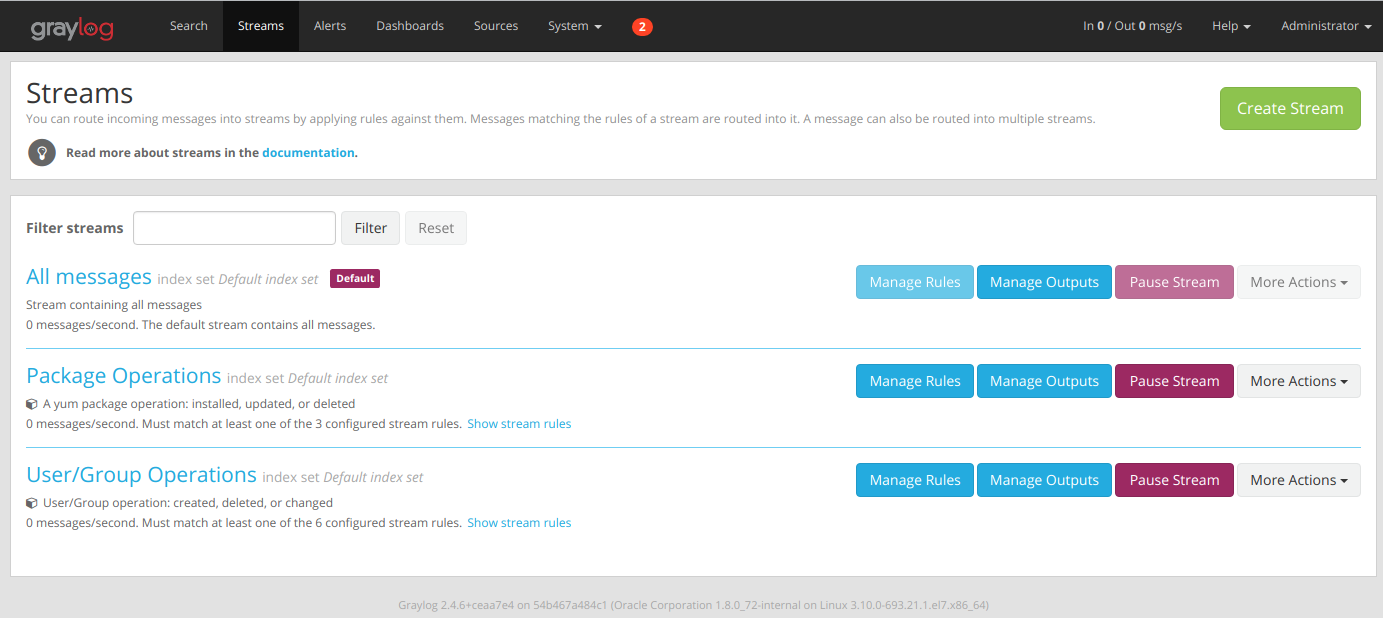 graylog Search Streams Alerts Dashboards Sources System 2 In 0 / Out 0 msg/s Help Administrator
Streams
You can route incoming messages into streams by applying rules against them. Messages matching the rules of a stream are routed into it. A message can also be routed into multiple streams.
Create Stream
Read more about streams in the documentation.
Filter streams Filter Reset
All messages index set Default index set Default Manage Rules Manage Outputs Pause Stream More Actions
Stream containing all messages
0 messages/second. The default stream contains all messages.
Package Operations index set Default index set Manage Rules Manage Outputs Pause Stream More Actions
A yum package operation: installed, updated, or deleted
0 messages/second. Must match at least one of the 3 configured stream rules. Show stream rules
User/Group Operations index set Default index set Manage Rules Manage Outputs Pause Stream More Actions
User/Group operation: created, deleted, or changed
0 messages/second. Must match at least one of the 6 configured stream rules. Show stream rules
Graylog 2.4.6+ceaa7e4 on 54b467a484c1 (Oracle Corporation 1.8.0_72-internal on Linux 3.10.0-693.21.1.el7.x86_64)